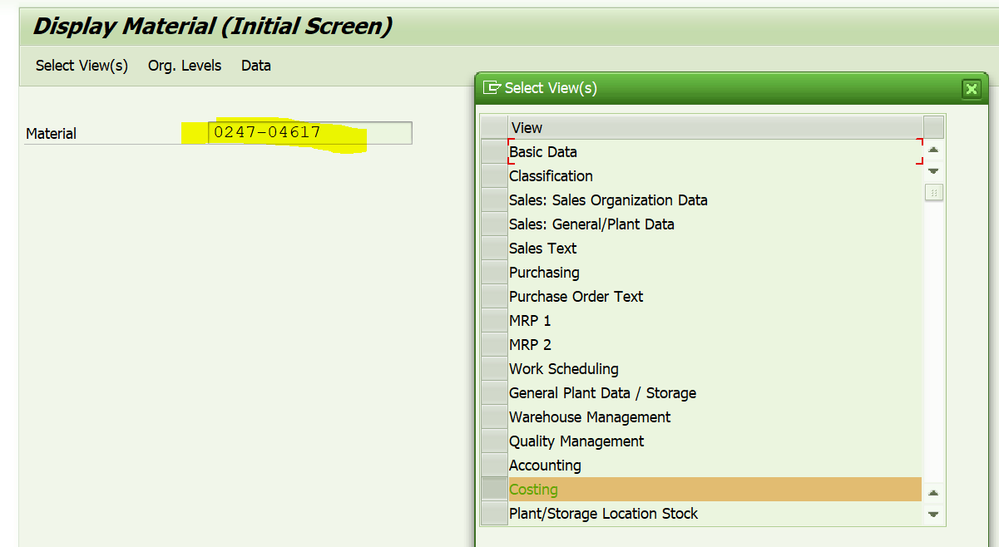 Display Material (Initial Screen)
Select View(s) Org. Levels Data
Material 0247-04617
Select View(s)
View
Basic Data
Classification
Sales: Sales Organization Data
Sales: General/Plant Data
Sales Text
Purchasing
Purchase Order Text
MRP 1
MRP 2
Work Scheduling
General Plant Data / Storage
Warehouse Management
Quality Management
Accounting
Costing
Plant/Storage Location Stock